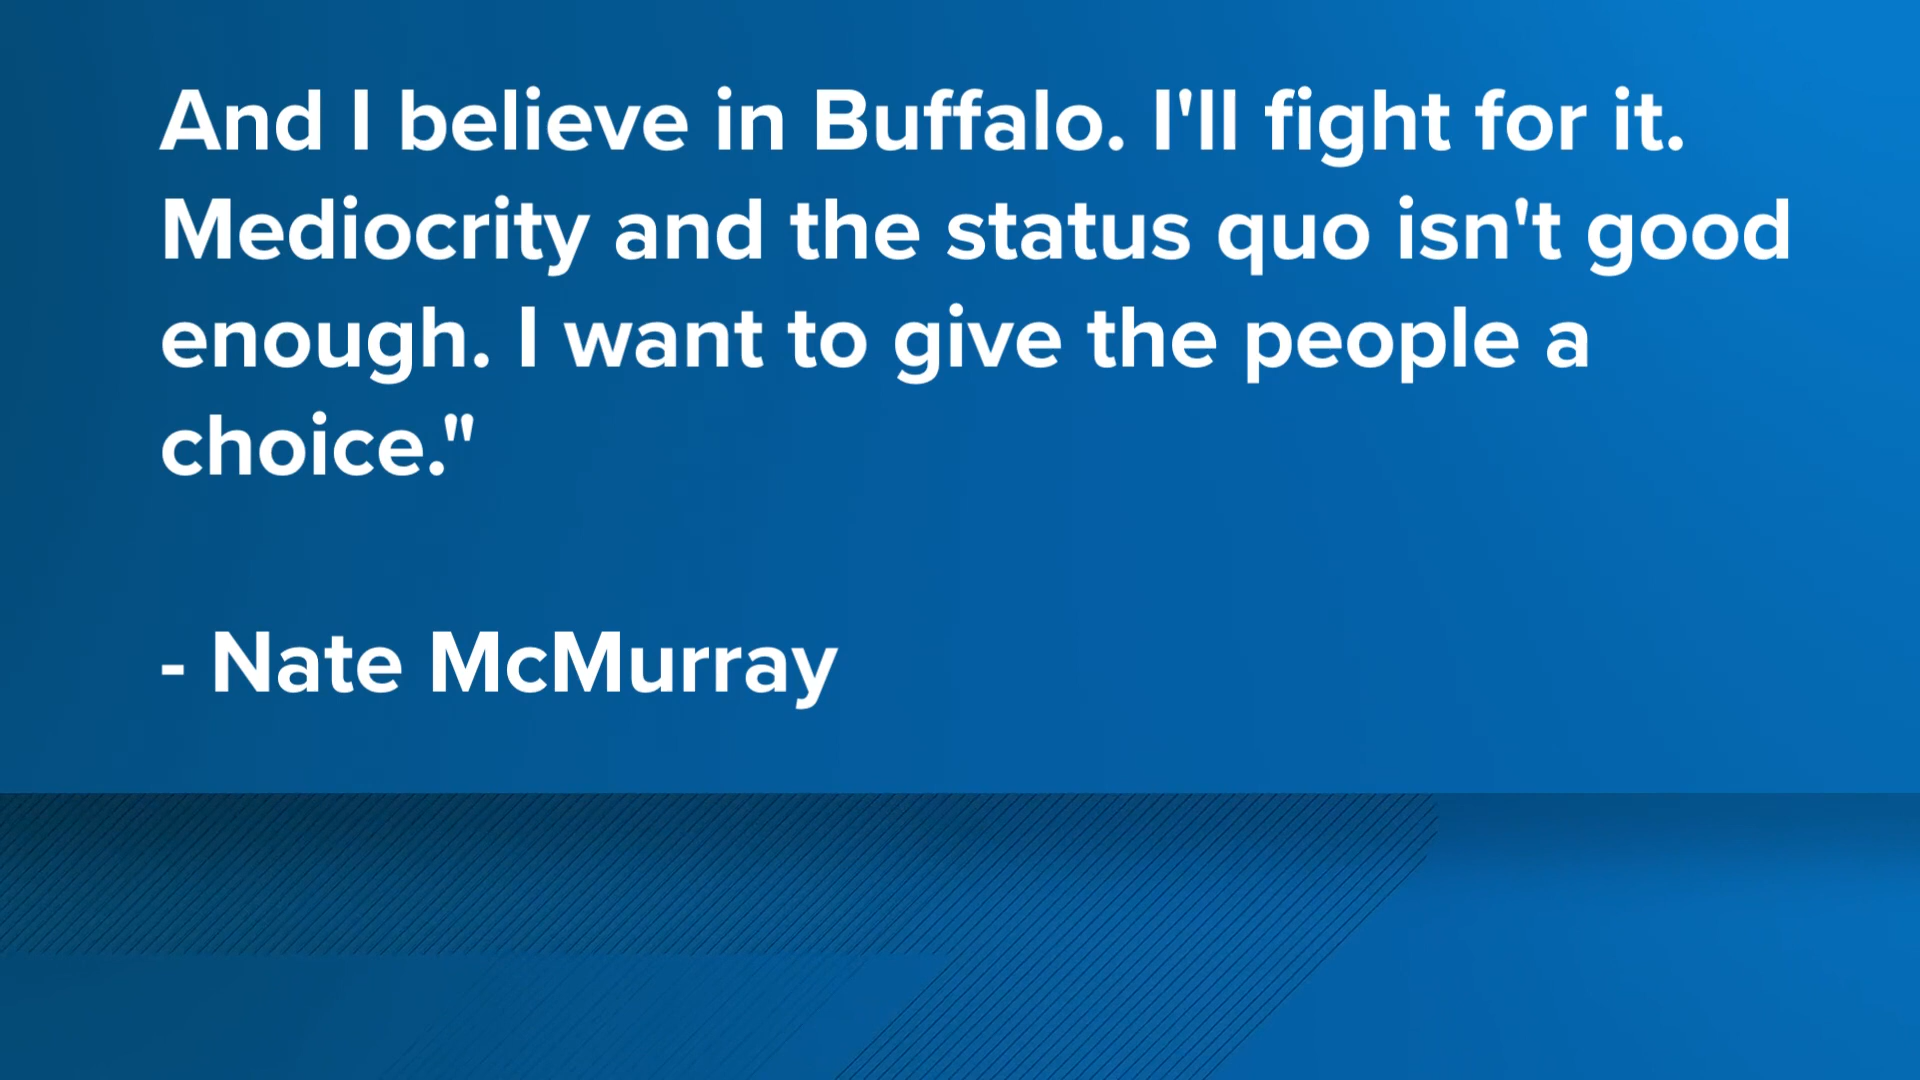 And I believe in Buffalo. I'll fight for it.
Mediocrity and the status quo isn't good
enough. I want to give the people a
choice."
- Nate McMurray